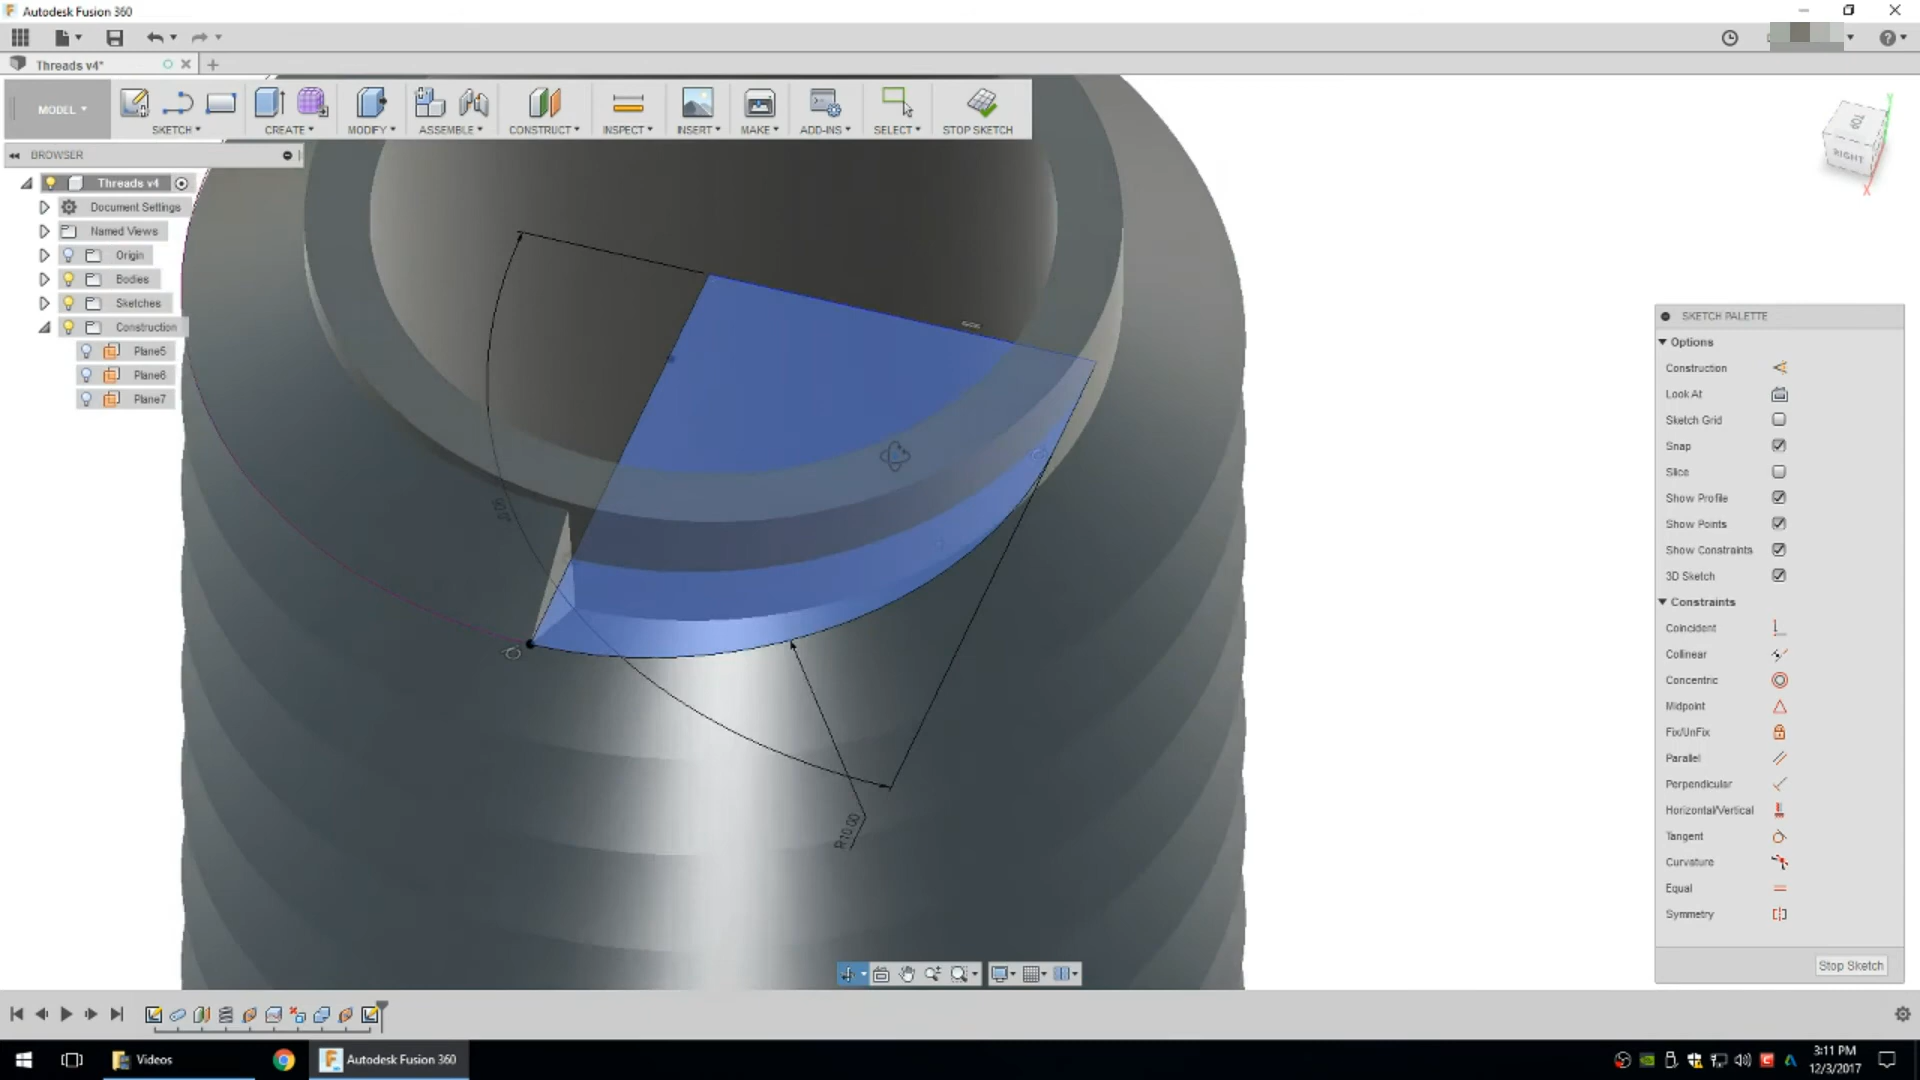 Autodesk Fusion 360
Threads v4*
MODEL
SKETCH
CREATE
MODIFY
ASSEMBLE
CONSTRUCT
INSPECT
INSERT
MAKE
ADD-INS
SELECT
STOP SKETCH
BROWSER
Threads v4
Document Settings
Named Views
Origin
Bodies
Sketches
Construction
Plane5
Plane6
Plane7
TOP
RIGHT
Y
X
R10.00
SKETCH PALETTE
Options
Construction
Look At
Sketch Grid
Snap
Slice
Show Profile
Show Points
Show Constraints
3D Sketch
Constraints
Coincident
Collinear
Concentric
Midpoint
Fix/UnFix
Parallel
Perpendicular
Horizontal/Vertical
Tangent
Curvature
Equal
Symmetry
Stop Sketch
Videos
Autodesk Fusion 360
3:11 PM
12/3/2017